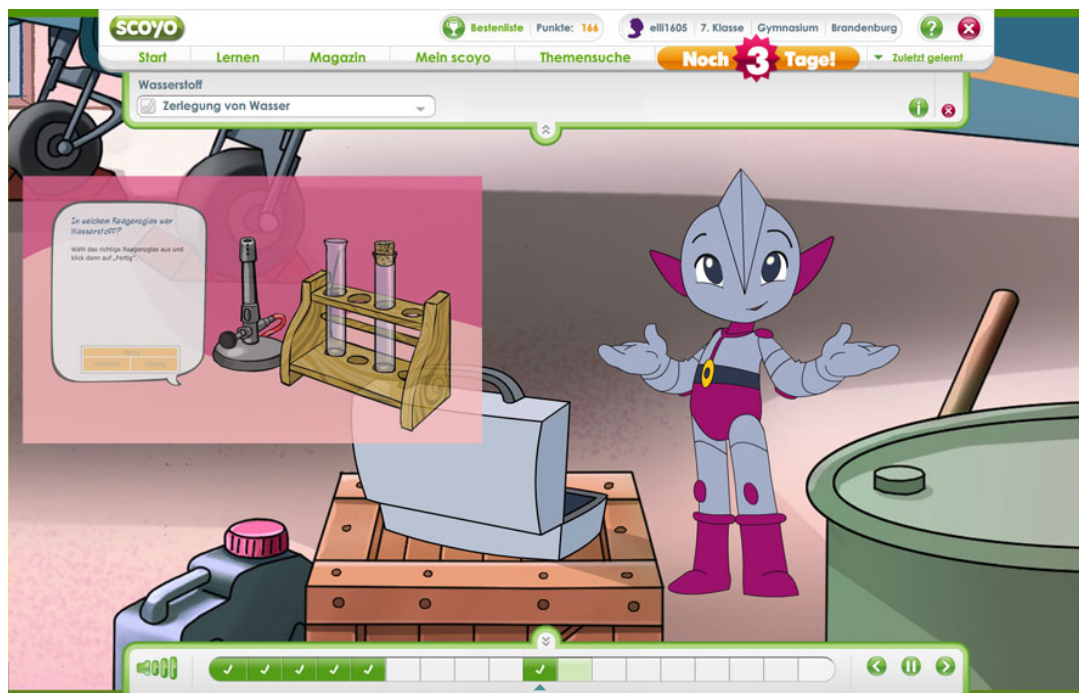 scoyo
Bestenliste Punkte: 166
elli1605 7. Klasse Gymnasium Brandenburg
?
Start Lernen Magazin Mein scoyo Themensuche Noch 3 Tage! Zuletzt gelernt
Wasserstoff
Zerlegung von Wasser
i
In welchem Reagenzglas war
Wasserstoff?
Wähl das richtige Reagenzglas aus und
klick dann auf „Fertig".
Fertig
Lösung